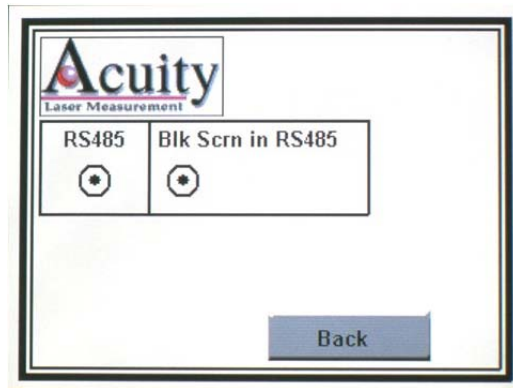 Acuity
Laser Measurement
RS485
Blk Scrn in RS485
Back